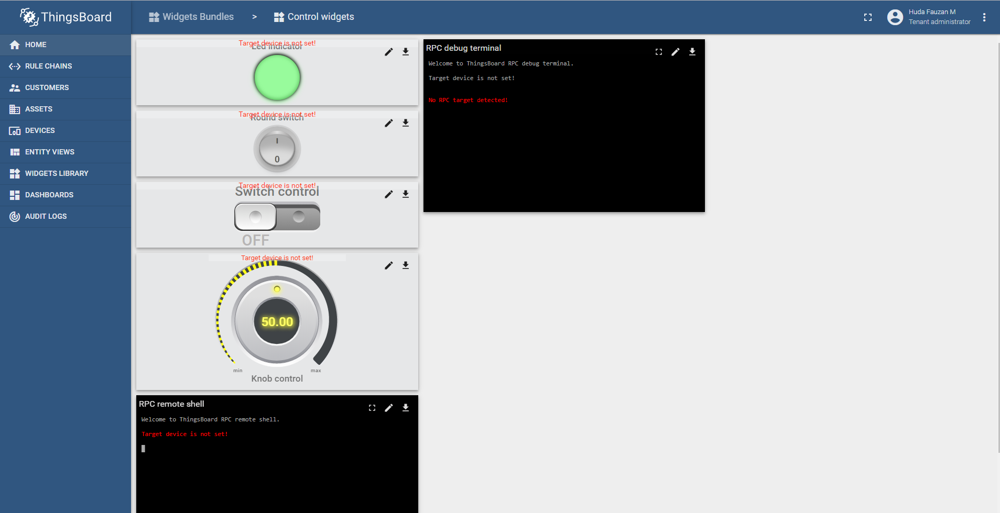 ThingsBoard
Widgets Bundles > Control widgets
Huda Fauzan M
Tenant administrator
HOME
RULE CHAINS
CUSTOMERS
ASSETS
DEVICES
ENTITY VIEWS
WIDGETS LIBRARY
DASHBOARDS
AUDIT LOGS
Target device is not set!
Led indicator
Target device is not set!
Round switch
I
0
Target device is not set!
Switch control
OFF
Target device is not set!
50.00
min max
Knob control
RPC remote shell
Welcome to ThingsBoard RPC remote shell.
Target device is not set!
RPC debug terminal
Welcome to ThingsBoard RPC debug terminal.
Target device is not set!
No RPC target detected!